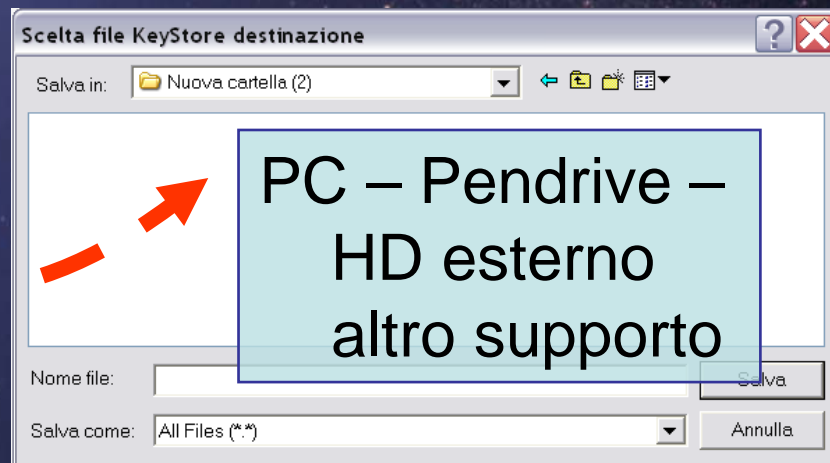 Scelta file KeyStore destinazione
Salva in: Nuova cartella (2)
PC – Pendrive –
HD esterno
altro supporto
Nome file: Salva
Salva come: All Files (*.*) Annulla